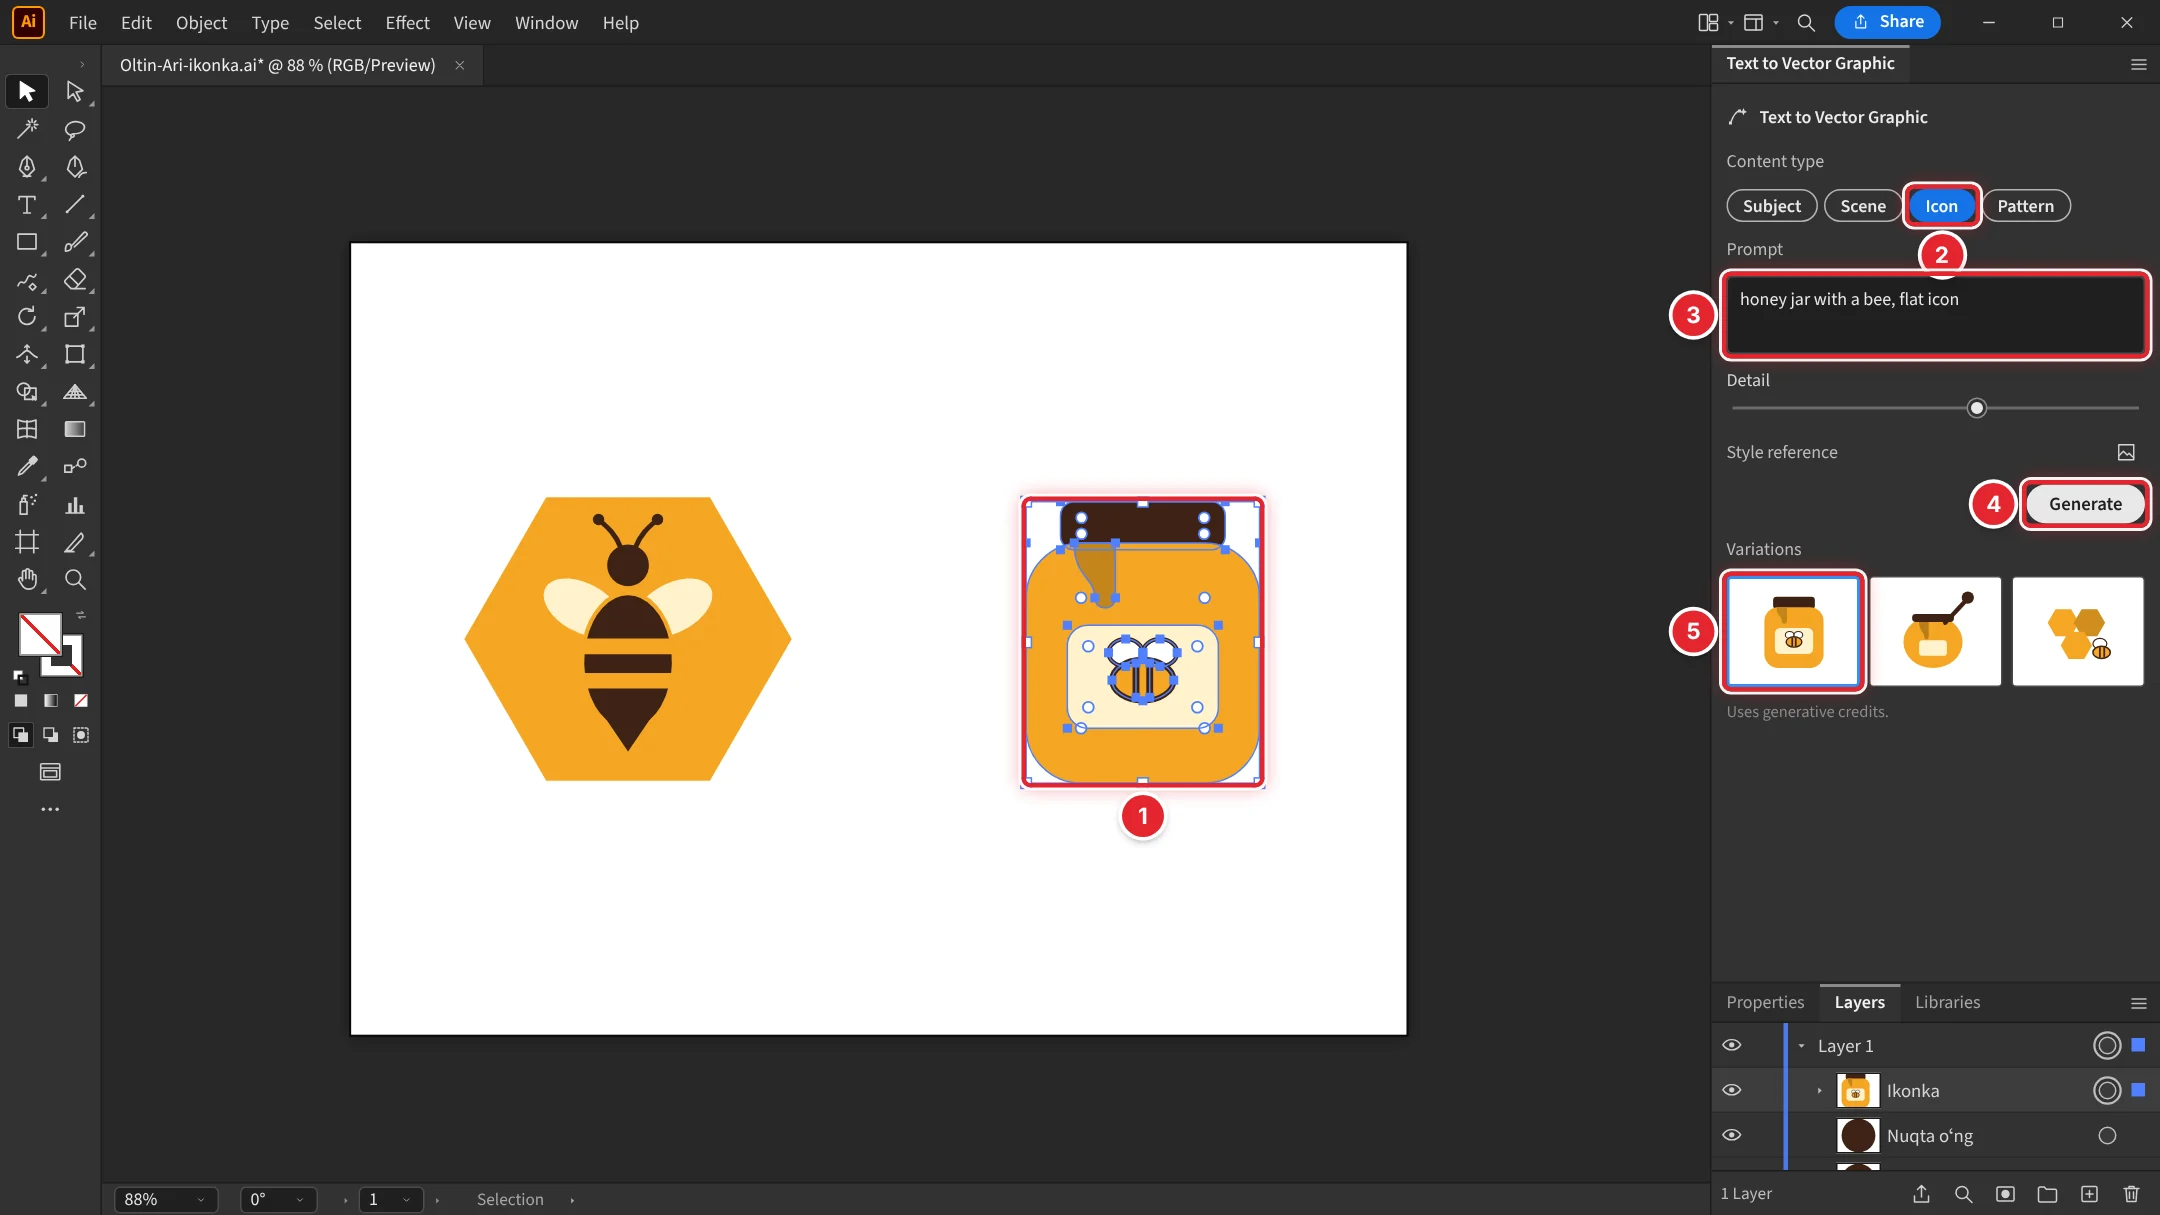 Ai File Edit Object Type Select Effect View Window Help Share
Oltin-Ari-ikonka.ai* @ 88 % (RGB/Preview)
Text to Vector Graphic
Text to Vector Graphic
Content type
Subject Scene Icon Pattern
2
Prompt
3
honey jar with a bee, flat icon
Detail
Style reference
4
Generate
Variations
5
Uses generative credits.
1
Properties Layers Libraries
Layer 1
Ikonka
Nuqta oʻng
88% 0° 1 Selection
1 Layer